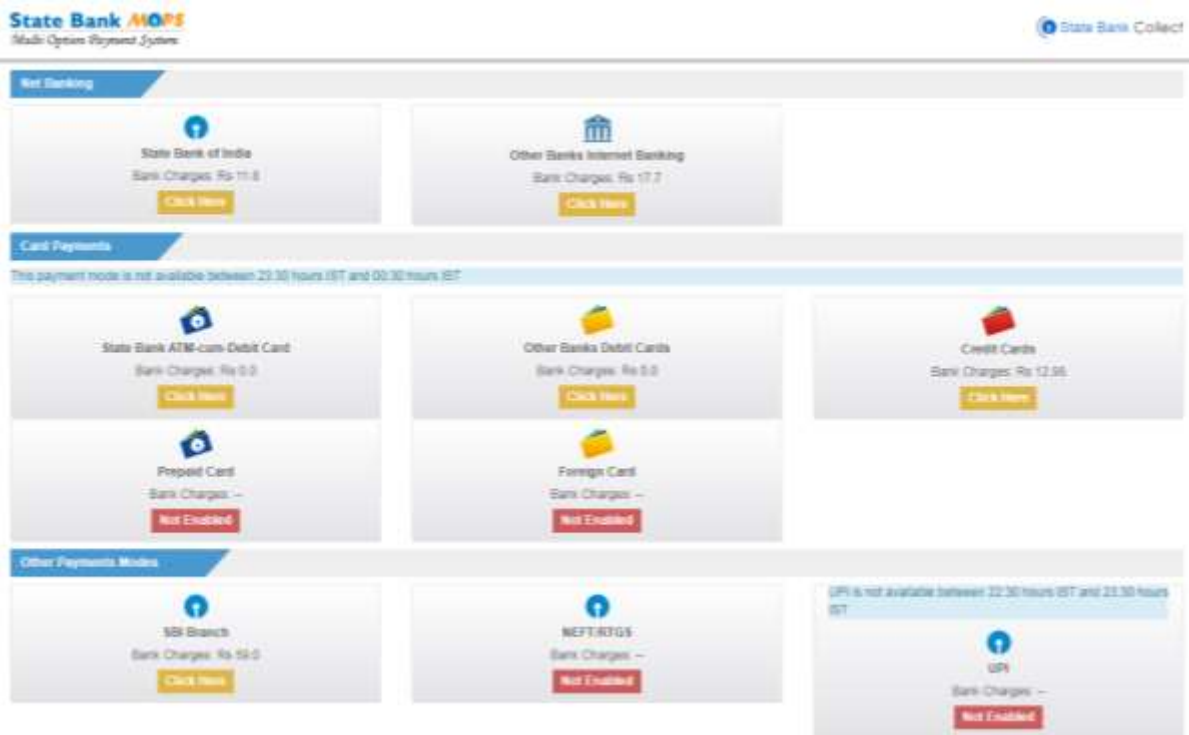 State Bank MOPS
Multi Option Payment System
State Bank Collect
Net Banking
State Bank of India
Bank Charges: Rs 11.8
Click Here
Other Banks Internet Banking
Bank Charges: Rs 17.7
Click Here
Card Payments
This payment mode is not available between 23:30 hours IST and 00:30 hours IST
State Bank ATM-cum-Debit Card
Bank Charges: Rs 0.0
Click Here
Other Banks Debit Cards
Bank Charges: Rs 0.0
Click Here
Credit Cards
Bank Charges: Rs 12.98
Click Here
Prepaid Card
Bank Charges: --
Not Enabled
Foreign Card
Bank Charges: --
Not Enabled
Other Payments Modes
SBI Branch
Bank Charges: Rs 59.0
Click Here
NEFT/RTGS
Bank Charges: --
Not Enabled
UPI is not available between 22:30 hours IST and 23:30 hours
IST
UPI
Bank Charges: --
Not Enabled